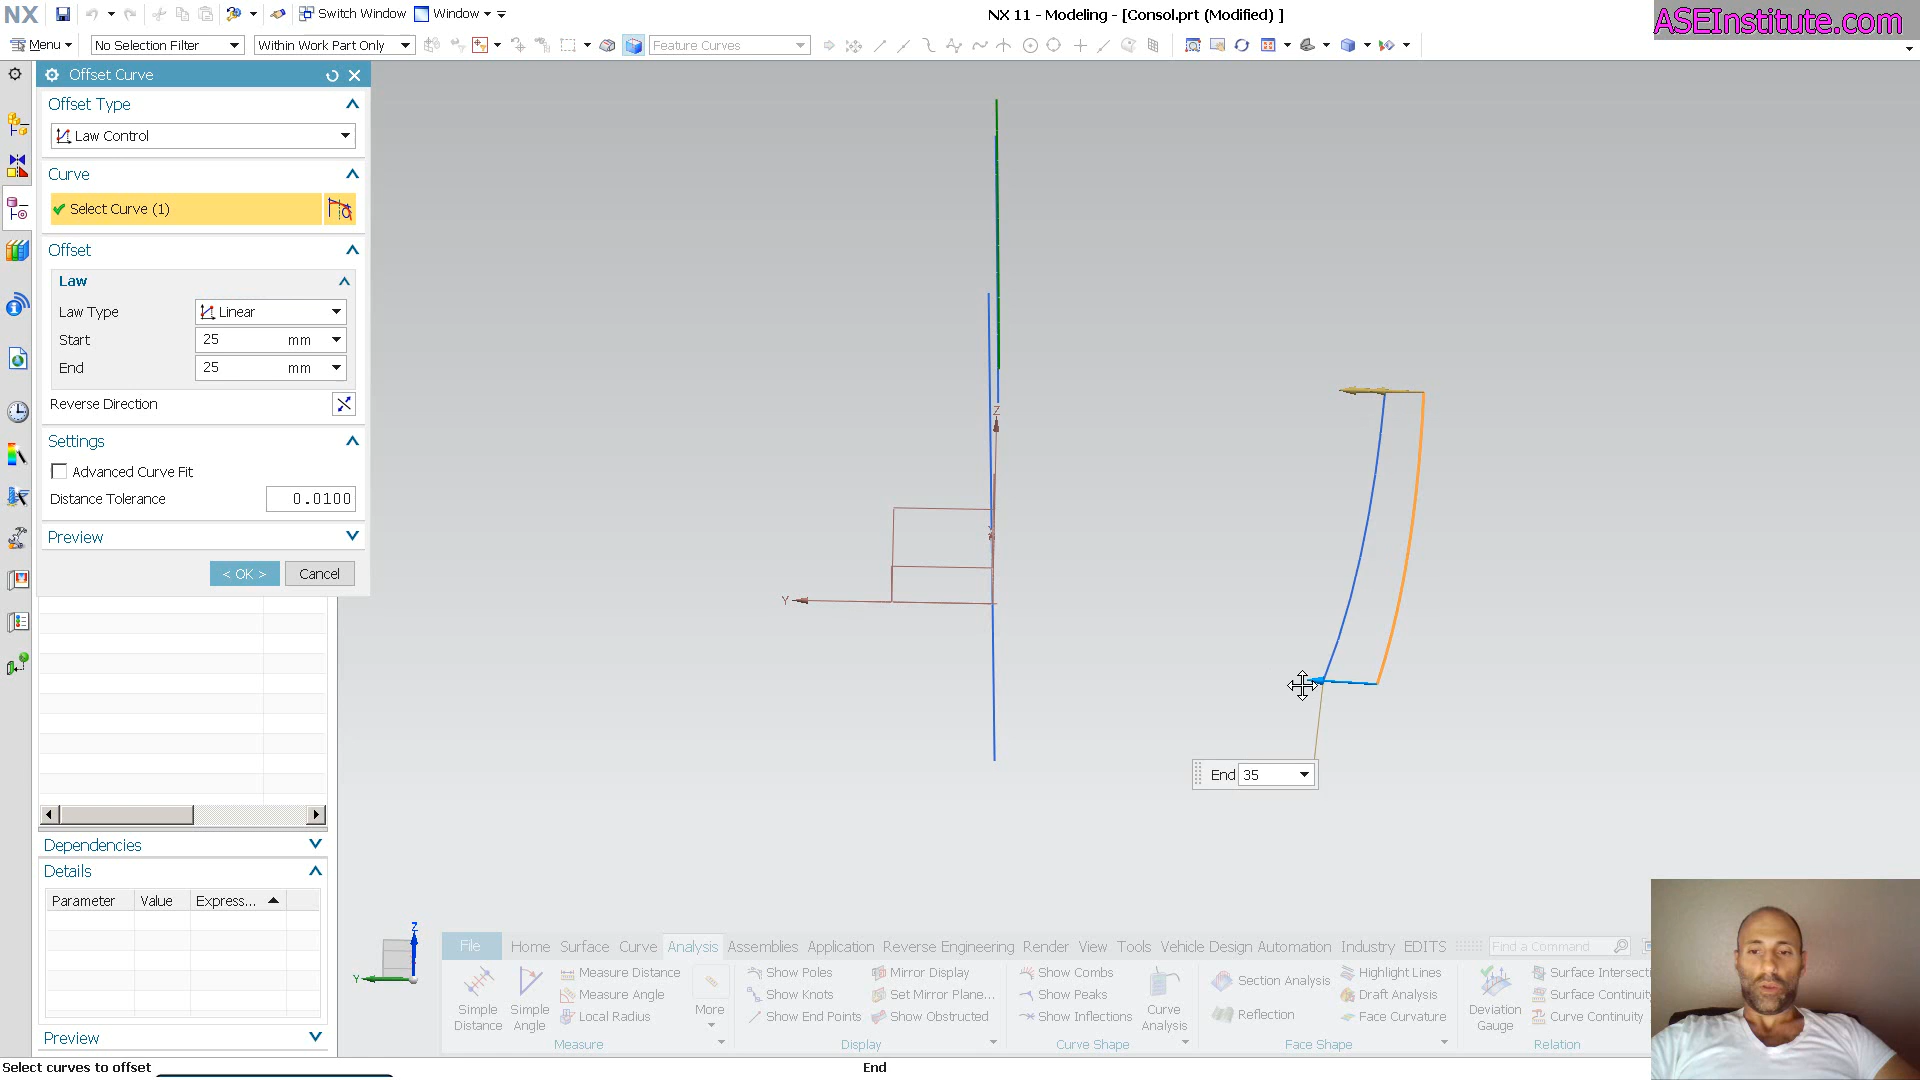 NX
Switch Window
Window
NX 11 - Modeling - [Consol.prt (Modified) ]
ASEInstitute.com
Menu
No Selection Filter
Within Work Part Only
Feature Curves
Offset Curve
Offset Type
Law Control
Curve
Select Curve (1)
Offset
Law
Law Type
Linear
Start
25
mm
End
25
mm
Reverse Direction
Settings
Advanced Curve Fit
Distance Tolerance
0.0100
Preview
< OK >
Cancel
Z
Y
End
35
Dependencies
Details
Parameter
Value
Express...
Preview
Z
Y
File
Home
Surface
Curve
Analysis
Assemblies
Application
Reverse Engineering
Render
View
Tools
Vehicle Design Automation
Industry
EDITS
Find a Command
Simple Distance
Simple Angle
Measure Distance
Measure Angle
Local Radius
More
Measure
Show Poles
Show Knots
Show End Points
Mirror Display
Set Mirror Plane...
Show Obstructed
Display
Show Combs
Show Peaks
Show Inflections
Curve Analysis
Curve Shape
Section Analysis
Reflection
Highlight Lines
Draft Analysis
Face Curvature
Face Shape
Deviation Gauge
Surface Intersecti
Surface Continuity
Curve Continuity
Relation
Select curves to offset
End